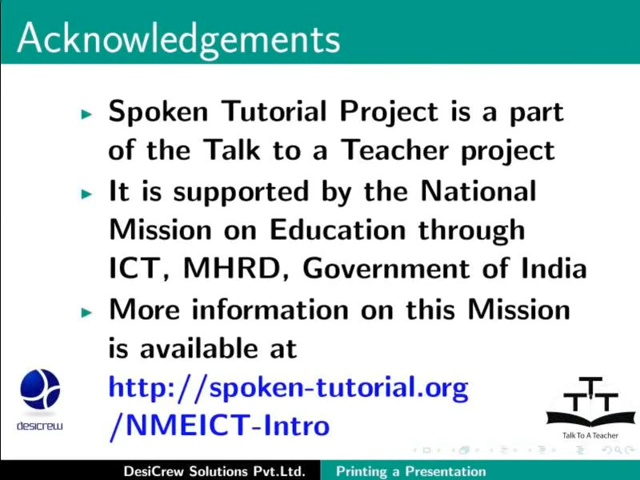 Acknowledgements
Spoken Tutorial Project is a part
of the Talk to a Teacher project
It is supported by the National
Mission on Education through
ICT, MHRD, Government of India
More information on this Mission
is available at
http://spoken-tutorial.org
/NMEICT-Intro
desicrew
T T T
Talk To A Teacher
DesiCrew Solutions Pvt.Ltd.
Printing a Presentation